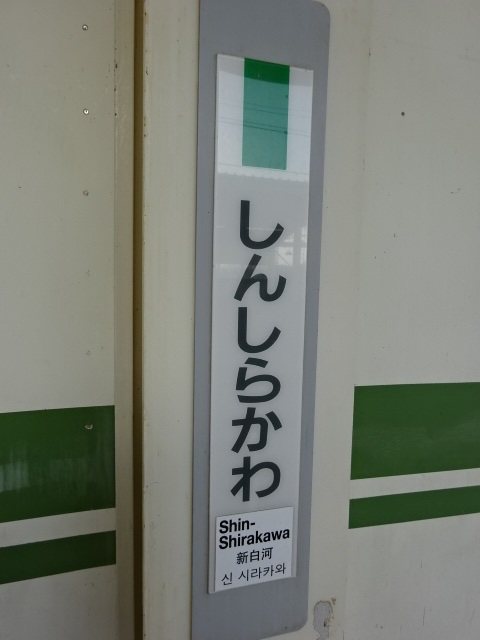 しんしらかわ
Shin-
Shirakawa
新白河
신 시라카와